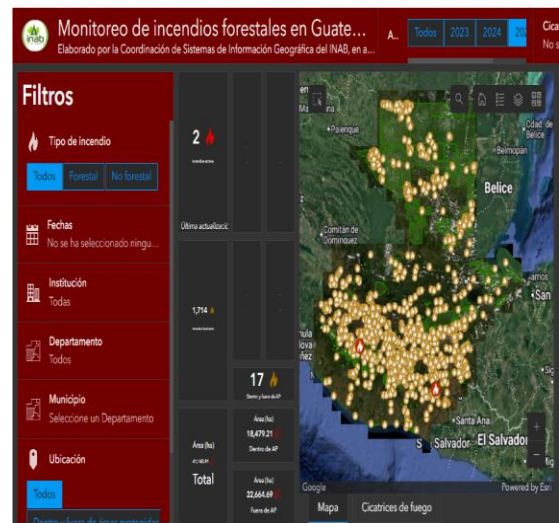 inab
Monitoreo de incendios forestales en Guate...
Elaborado por la Coordinación de Sistemas de Información Geográfica del INAB, en a...
A...
Todos
2023
2024
Filtros
Tipo de incendio
Todos
Forestal
No forestal
Fechas
No se ha seleccionado ningu...
Institución
Todas
Departamento
Todos
Municipio
Seleccione un Departamento
Ubicación
Todos
2
Última actualizació
1,714
17
Dentro y fuera de AP
Área (ha)
Total
Área (ha)
18,479.21
Dentro de AP
Área (ha)
22,664.69
Fuera de AP
Palenque
Cdad. de
Belice
Belmopan
Belice
Comitán de
Domínguez
San
Santa Ana
Salvador
El Salvador
Google
Powered by Esri
Mapa
Cicatrices de fuego